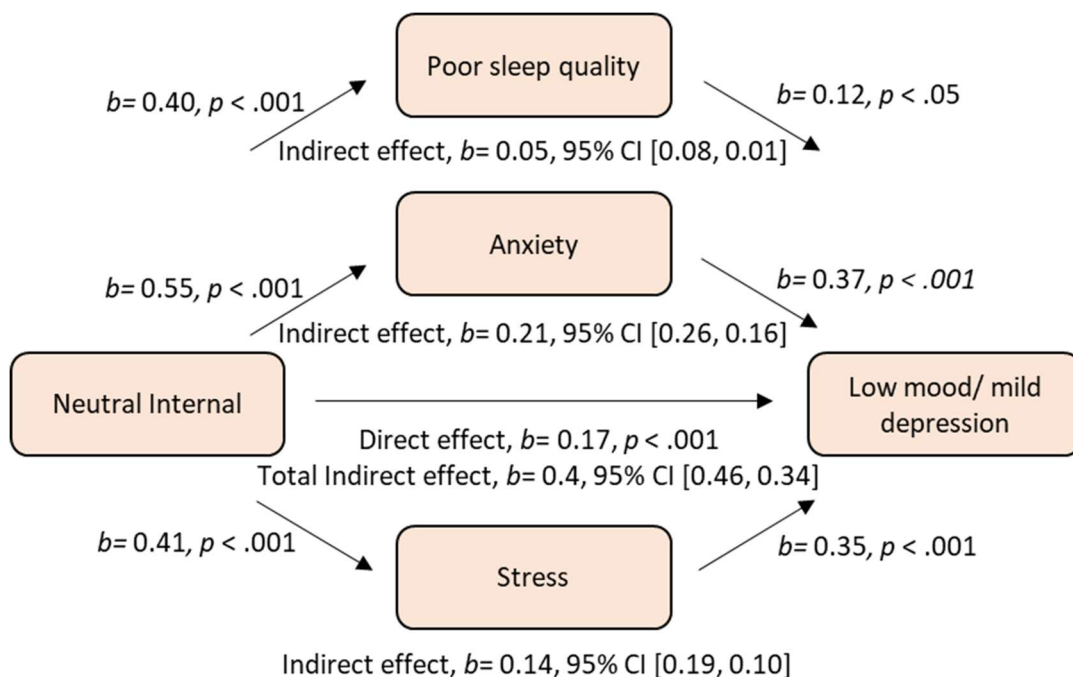 Poor sleep quality
b= 0.40, p < .001
b= 0.12, p < .05
Indirect effect, b= 0.05, 95% CI [0.08, 0.01]
Anxiety
b= 0.55, p < .001
b= 0.37, p < .001
Indirect effect, b= 0.21, 95% CI [0.26, 0.16]
Neutral Internal
Low mood/ mild
depression
Direct effect, b= 0.17, p < .001
Total Indirect effect, b= 0.4, 95% CI [0.46, 0.34]
b= 0.41, p < .001
b= 0.35, p < .001
Stress
Indirect effect, b= 0.14, 95% CI [0.19, 0.10]